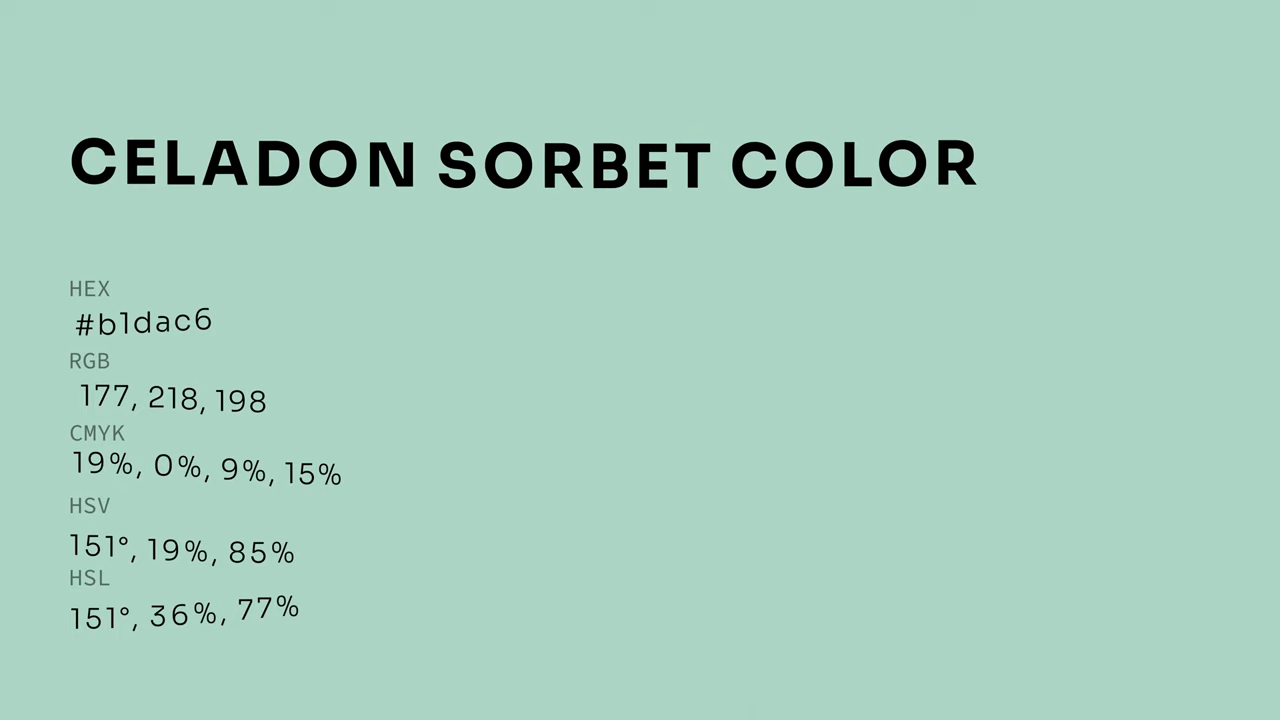 CELADON SORBET COLOR
HEX
#b1dac6
RGB
177, 218, 198
CMYK
19%, 0%, 9%, 15%
HSV
151°, 19%, 85%
HSL
151°, 36%, 77%